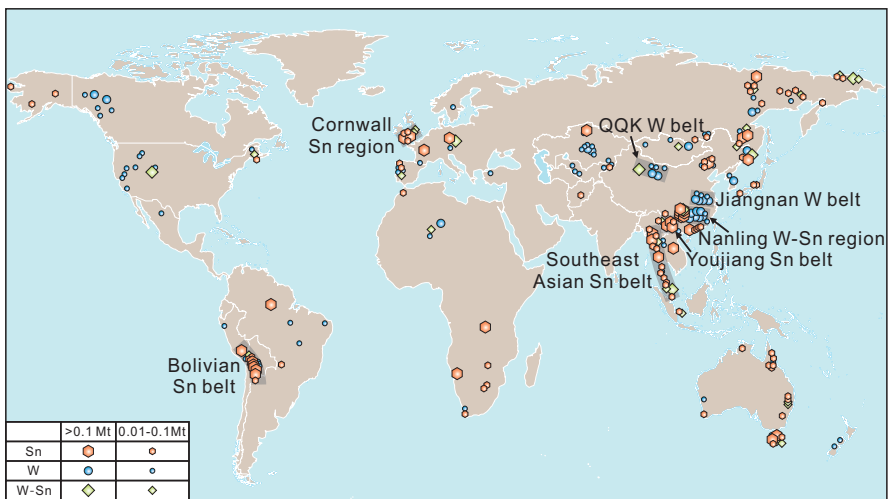 Cornwall
Sn region
QQK W belt
Jiangnan W belt
Nanling W-Sn region
Youjiang Sn belt
Southeast
Asian Sn belt
Bolivian
Sn belt
>0.1 Mt 0.01-0.1Mt
Sn
W
W-Sn